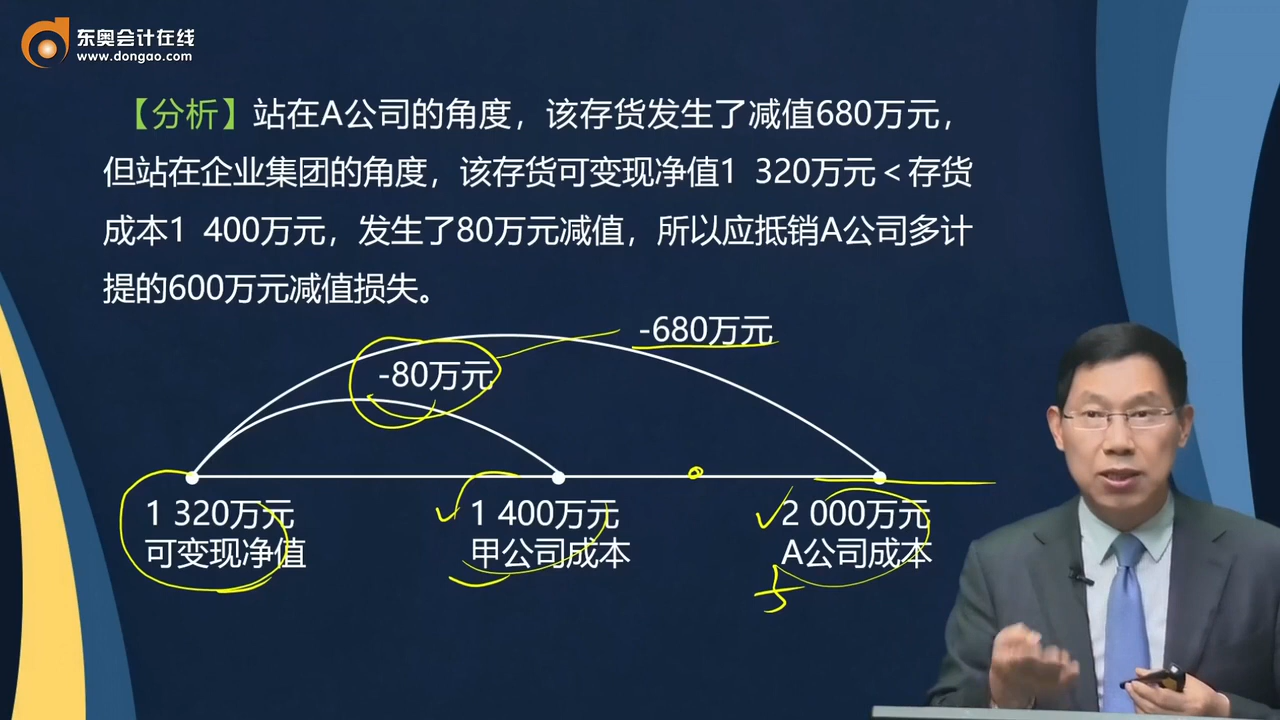 东奥会计在线
www.dongao.com
【分析】站在A公司的角度，该存货发生了减值680万元，
但站在企业集团的角度，该存货可变现净值1 320万元＜存货
成本1 400万元，发生了80万元减值，所以应抵销A公司多计
提的600万元减值损失。
-680万元
-80万元
1 320万元
可变现净值
1 400万元
甲公司成本
2 000万元
A公司成本